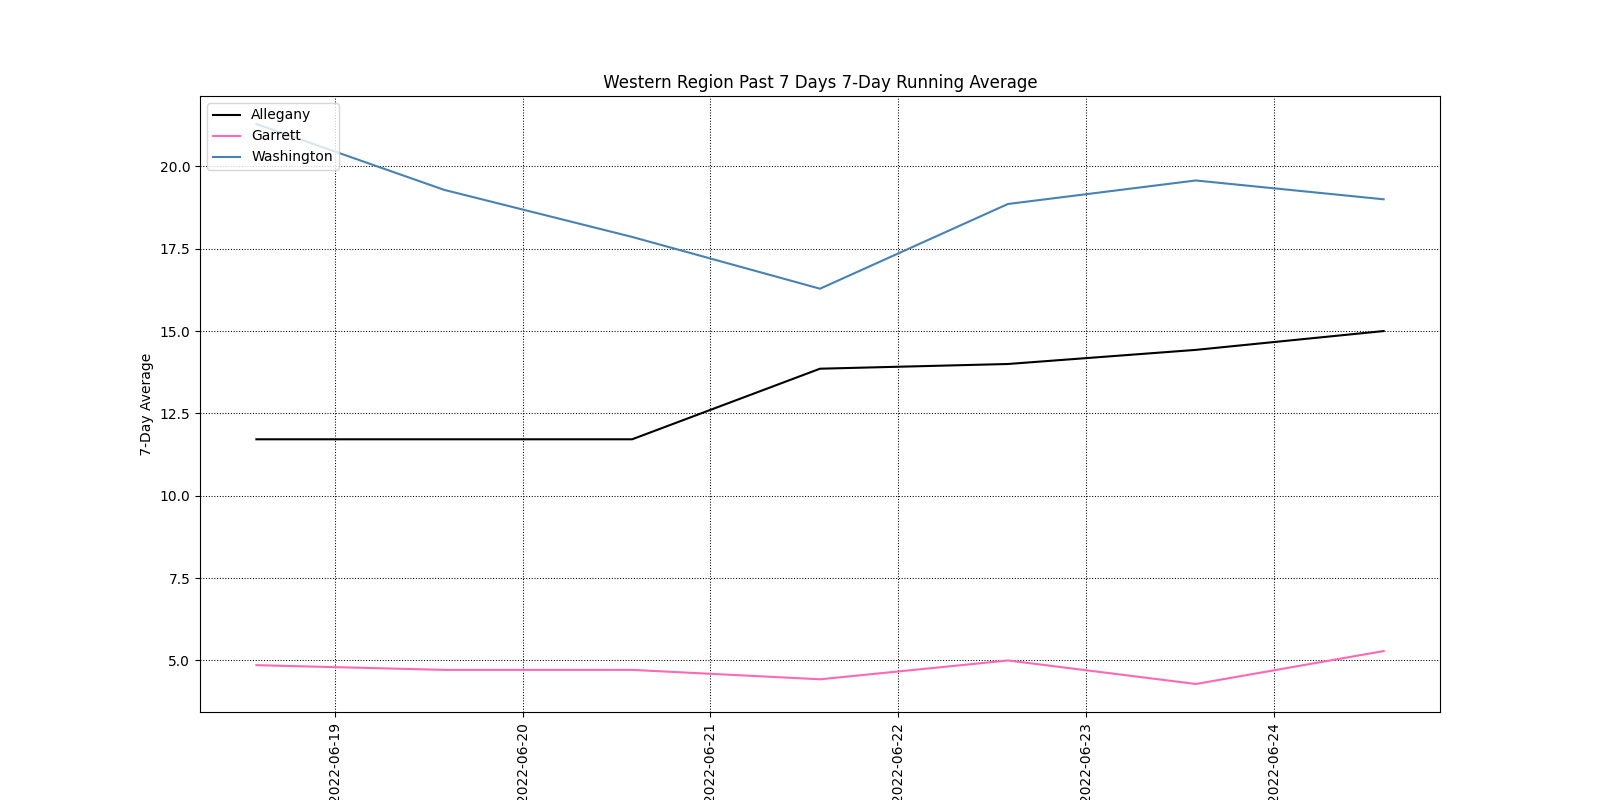 Western Region Past 7 Days 7-Day Running Average
Allegany
Garrett
Washington
20.0
17.5
15.0
12.5
10.0
7.5
5.0
7-Day Average
2022-06-19
2022-06-20
2022-06-21
2022-06-22
2022-06-23
2022-06-24